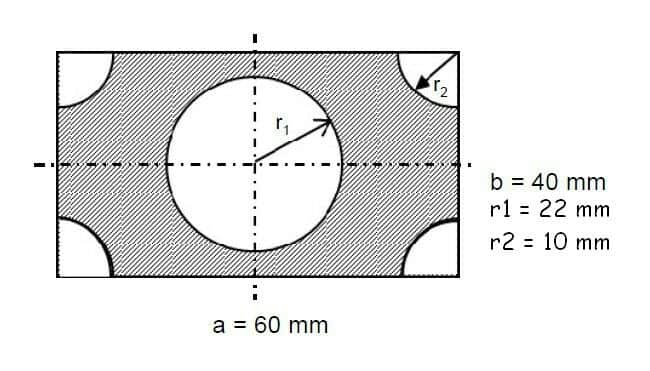 r2
r1
b = 40 mm
r1 = 22 mm
r2 = 10 mm
a = 60 mm